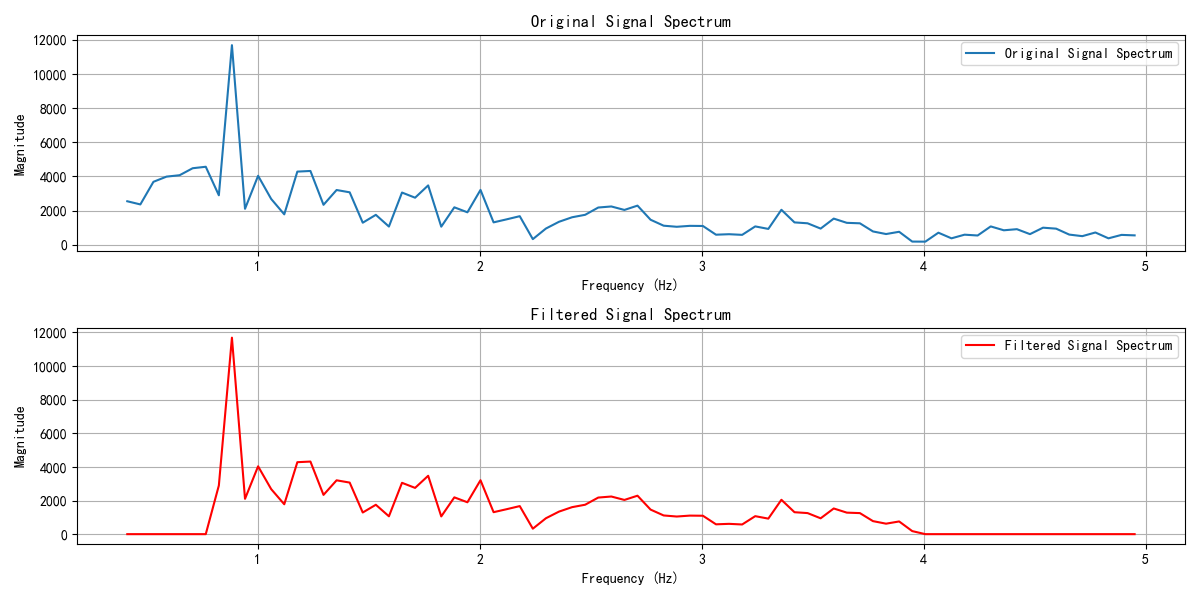 Original Signal Spectrum
12000
10000
8000
6000
4000
2000
0
Magnitude
Original Signal Spectrum
1 2 3 4 5
Frequency (Hz)
Filtered Signal Spectrum
12000
10000
8000
6000
4000
2000
0
Magnitude
Filtered Signal Spectrum
1 2 3 4 5
Frequency (Hz)